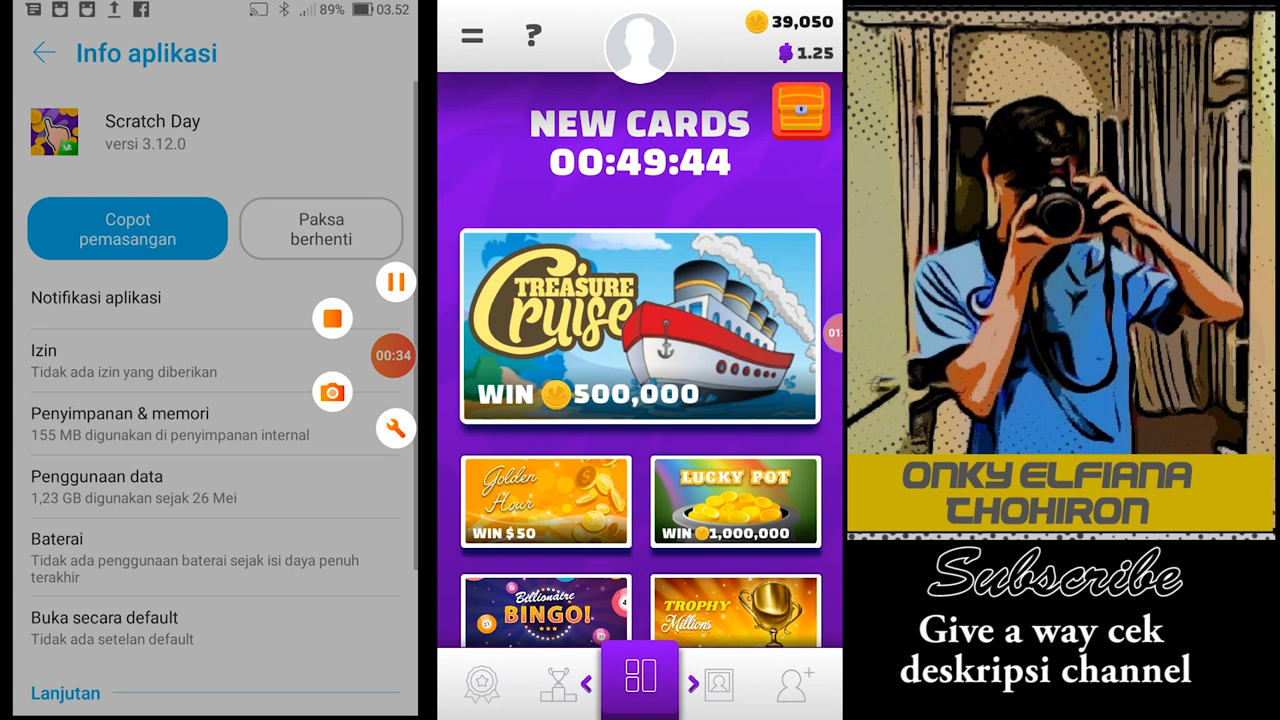 89% 03.52
Info aplikasi
Scratch Day
versi 3.12.0
Copot
pemasangan
Paksa
berhenti
Notifikasi aplikasi
Izin
Tidak ada izin yang diberikan
00:34
Penyimpanan & memori
155 MB digunakan di penyimpanan internal
Penggunaan data
1,23 GB digunakan sejak 26 Mei
Baterai
Tidak ada penggunaan baterai sejak isi daya penuh
terakhir
Buka secara default
Tidak ada setelan default
Lanjutan
?
39,050
1.25
NEW CARDS
00:49:44
TREASURE
Cruise
WIN 500,000
01:
Golden
Hour
WIN $50
LUCKY POT
WIN 1,000,000
Billionaire
BINGO!
TROPHY
Millions
ONKY ELFIANA
THOHIRON
Subscribe
Give a way cek
deskripsi channel